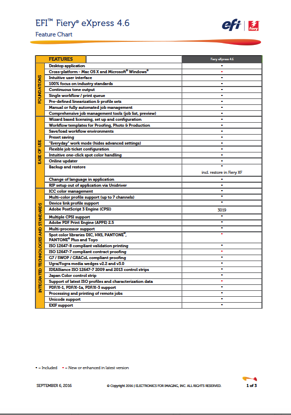 EFI™ Fiery® eXpress 4.6
Feature Chart
efi
FEATURES
Fiery eXpress 4.6
FOUNDATIONS
Desktop application
Cross-platform – Mac OS X and Microsoft® Windows®
Intuitive user interface
100% focus on industry standards
Continuous tone output
Single workflow / print queue
Pre-defined linearization & profile sets
Manual or fully automated job management
Comprehensive job management tools (job list, preview)
EASE OF USE
Wizard based licensing, set up and configuration
Workflow templates for Proofing, Photo & Production
Save/load workflow environments
Preset saving
“Everyday” work mode (hides advanced settings)
Flexible job ticket configuration
Intuitive one-click spot color handling
Online updater
Backup and restore
incl. restore in Fiery XF
Change of language in application
RIP setup out of application via Unidriver
INTEGRATED TECHNOLOGIES AND STANDARDS
ICC color management
Multi-color profile support (up to 7 channels)
Device link profile support
Adobe PostScript 3 Engine (CPSI)
3019
Multiple CPSI support
Adobe PDF Print Engine (APPE) 2.5
Multi-processor support
Spot color libraries DIC, HKS, PANTONE®,
PANTONE® Plus and Toyo
ISO 12647-8 compliant validation printing
ISO 12647-7 compliant contract proofing
G7 / SWOP / GRACoL compliant proofing
Ugra/Fogra media wedges v2.2 and v3.0
IDEAlliance ISO 12647-7 2009 and 2013 control strips
Japan Color control strip
Support of latest ISO profiles and characterization data
PDF/X-1, PDF/X-1a, PDF/X-3 support
Processing and printing of remote jobs
Unicode support
EXIF support
• = Included • = New or enhanced in latest version
SEPTEMBER 6, 2016
© Copyright 2016 / ELECTRONICS FOR IMAGING, INC. ALL RIGHTS RESERVED.
1 of 3